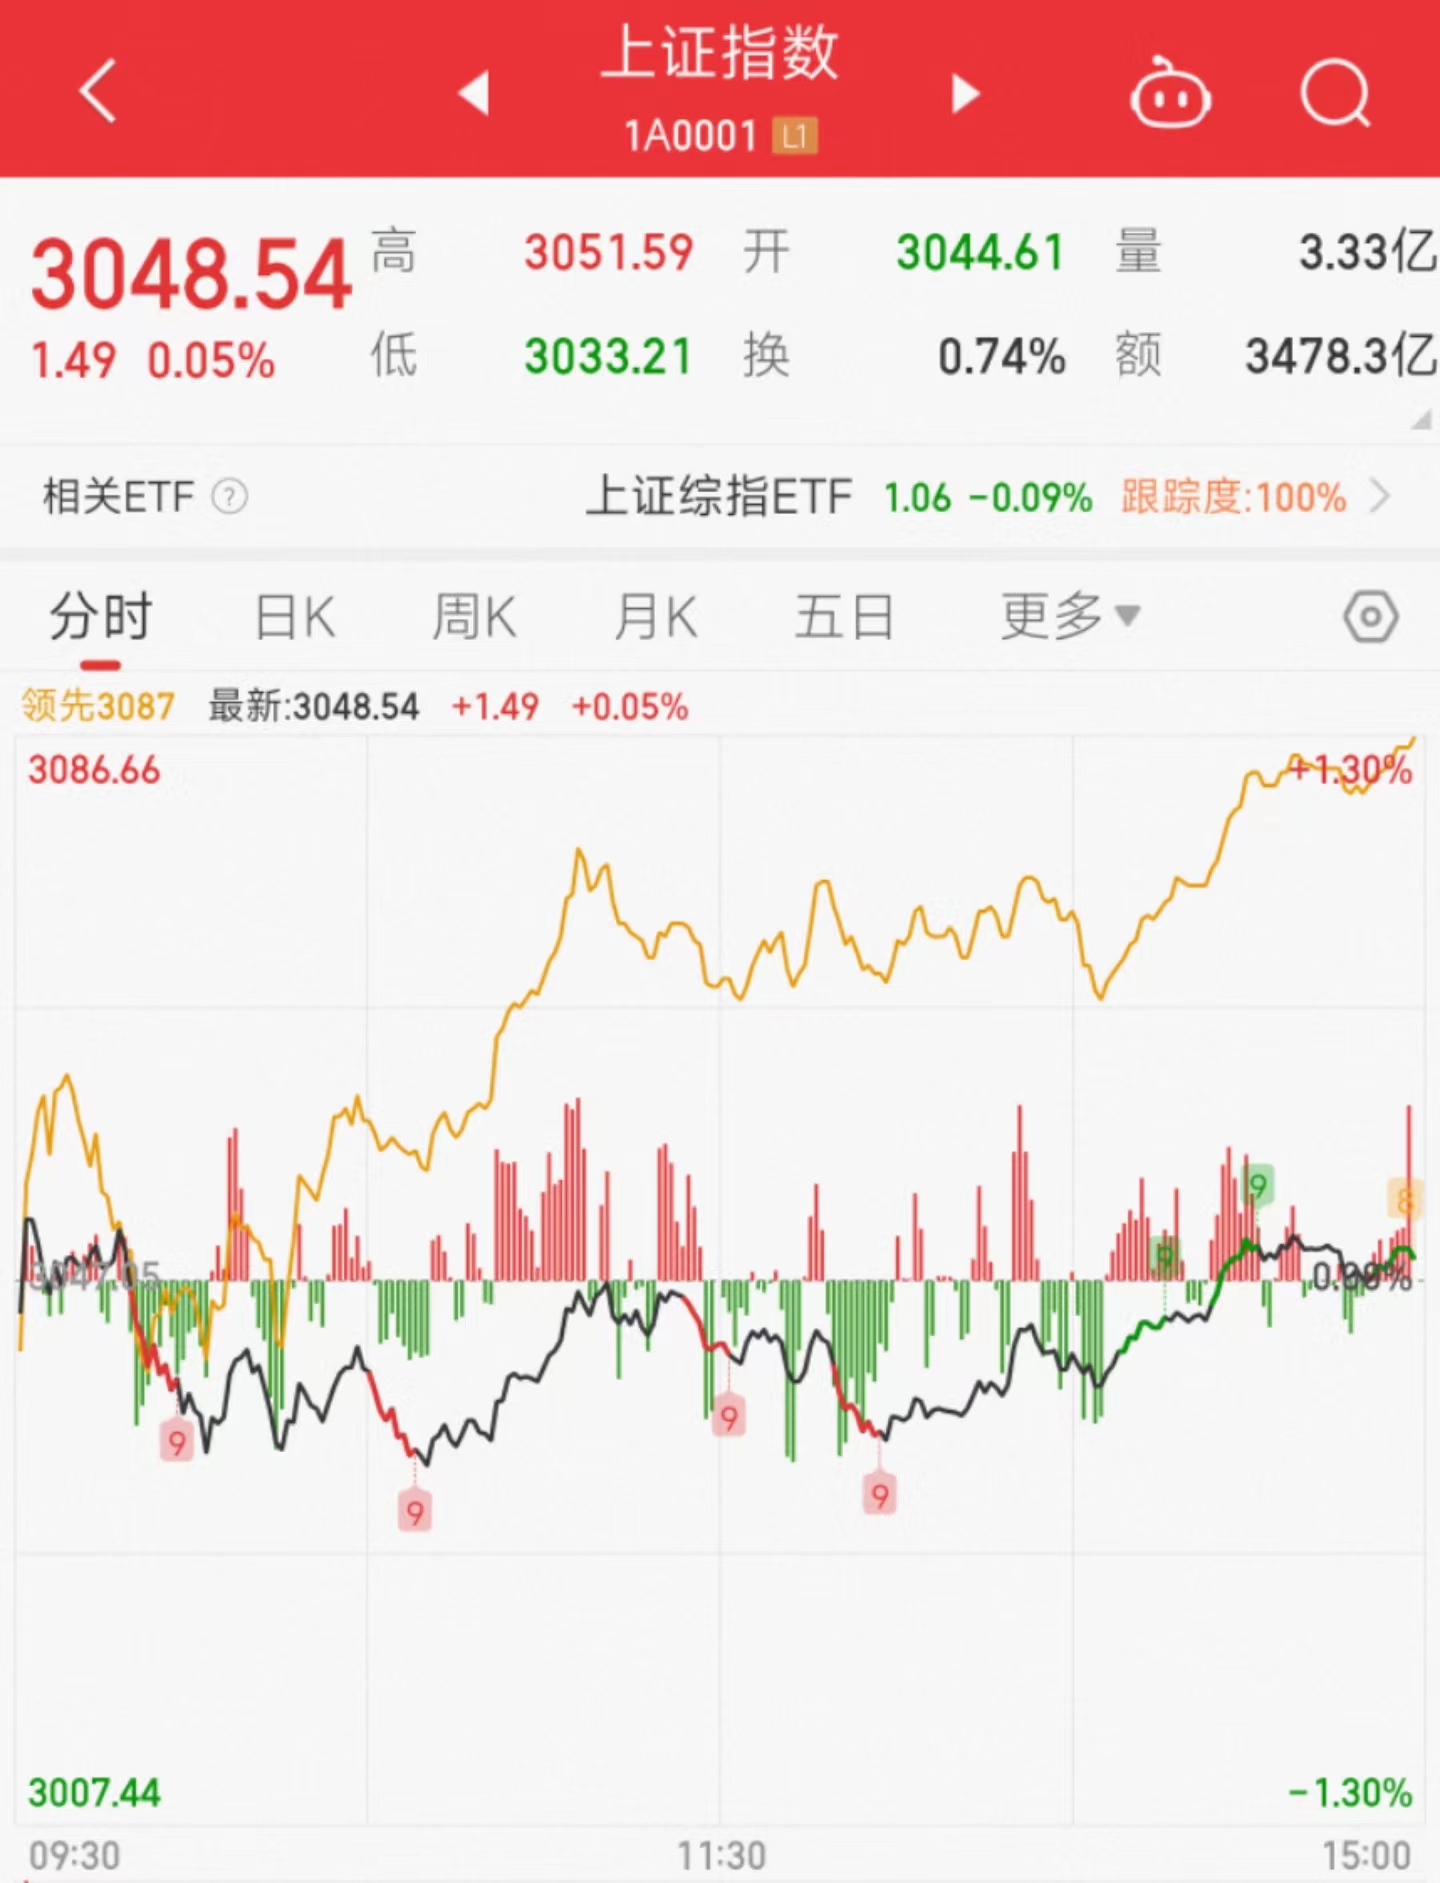 上证指数
1A0001 L1
3048.54 高 3051.59 开 3044.61 量 3.33亿
1.49 0.05% 低 3033.21 换 0.74% 额 3478.3亿
相关ETF ? 上证综指ETF 1.06 -0.09% 跟踪度:100%
分时 日K 周K 月K 五日 更多
领先3087 最新:3048.54 +1.49 +0.05%
3086.66 +1.30%
9
8
9
3047.05 0.00%
9
9
9
9
3007.44 -1.30%
09:30 11:30 15:00